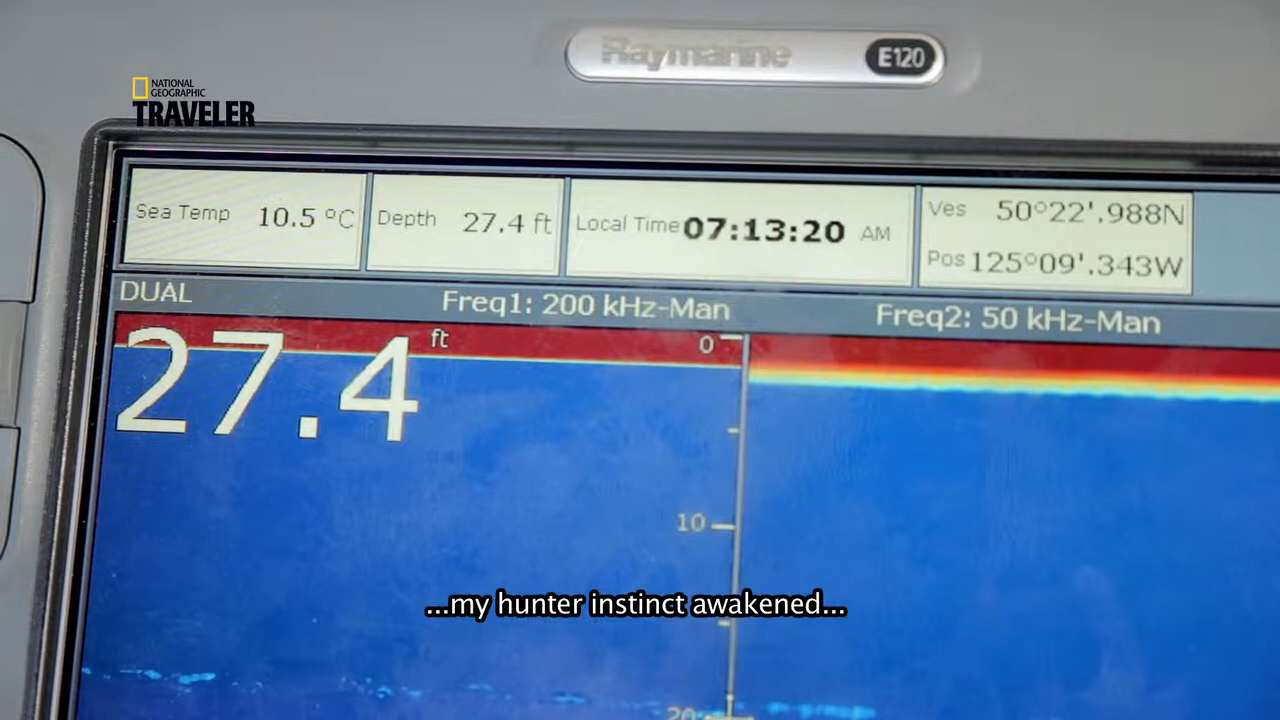 Raymarine E120
NATIONAL
GEOGRAPHIC
TRAVELER
Sea Temp 10.5 °C
Depth 27.4 ft
Local Time 07:13:20 AM
Ves 50°22'.988N
Pos 125°09'.343W
DUAL
Freq1: 200 kHz-Man
Freq2: 50 kHz-Man
27.4 ft
0
10
...my hunter instinct awakened...
20